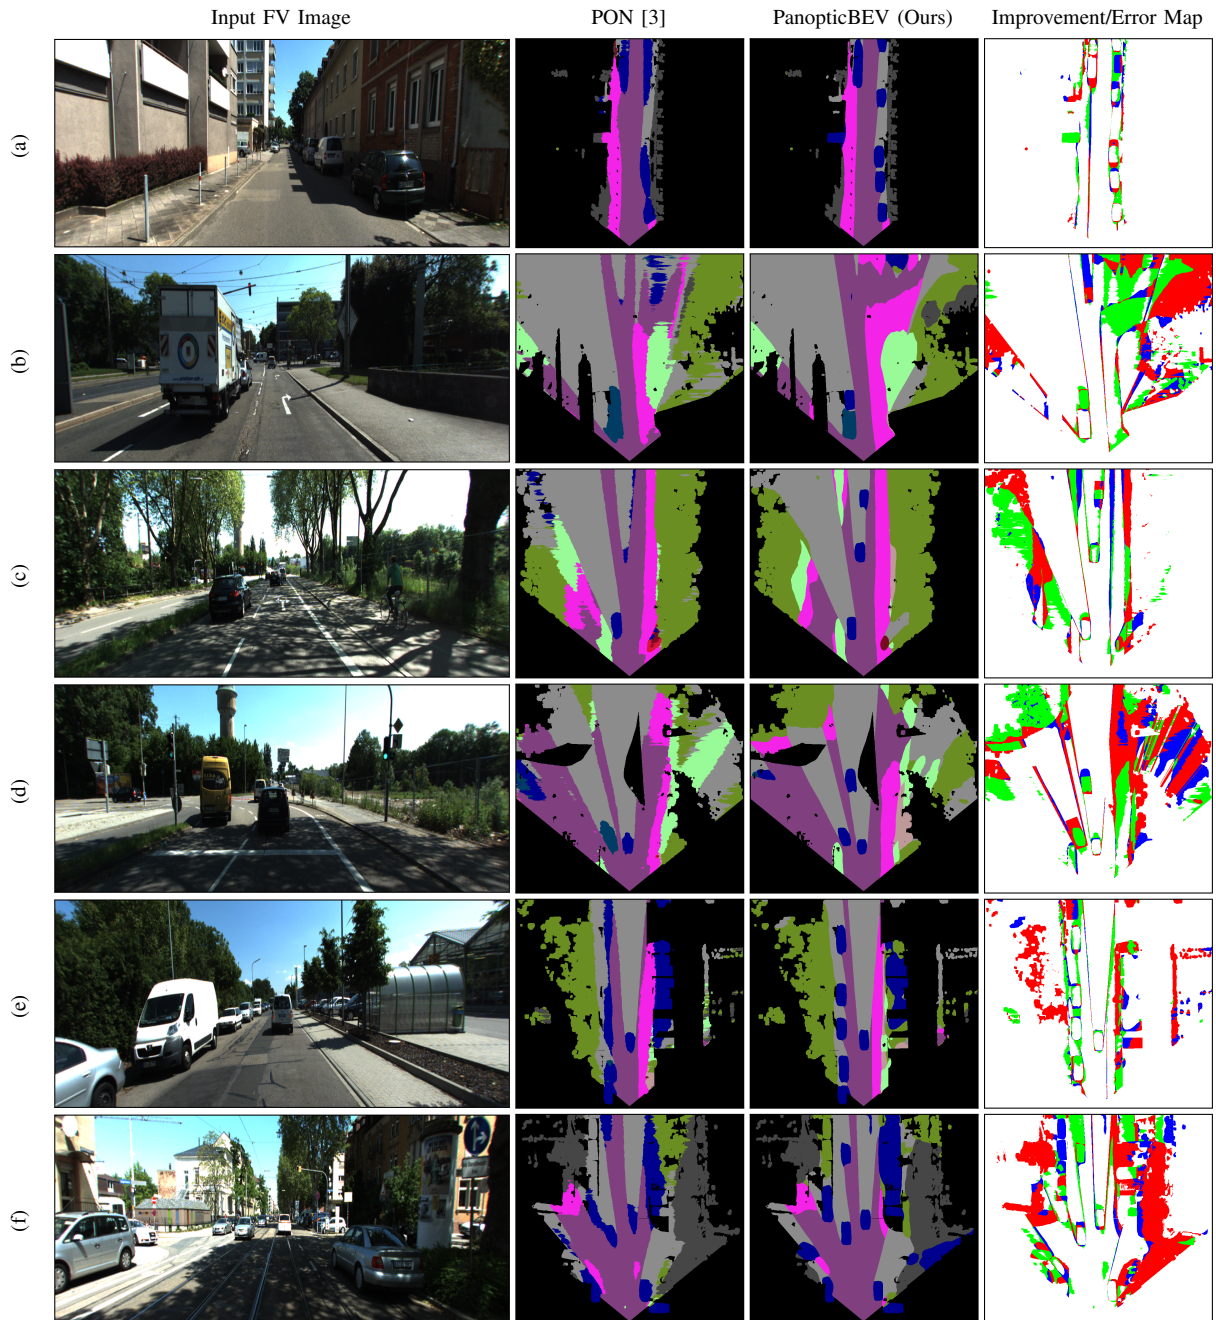 Input FV Image
PON [3]
PanopticBEV (Ours)
Improvement/Error Map
(a)
(b)
(c)
(d)
(e)
(f)